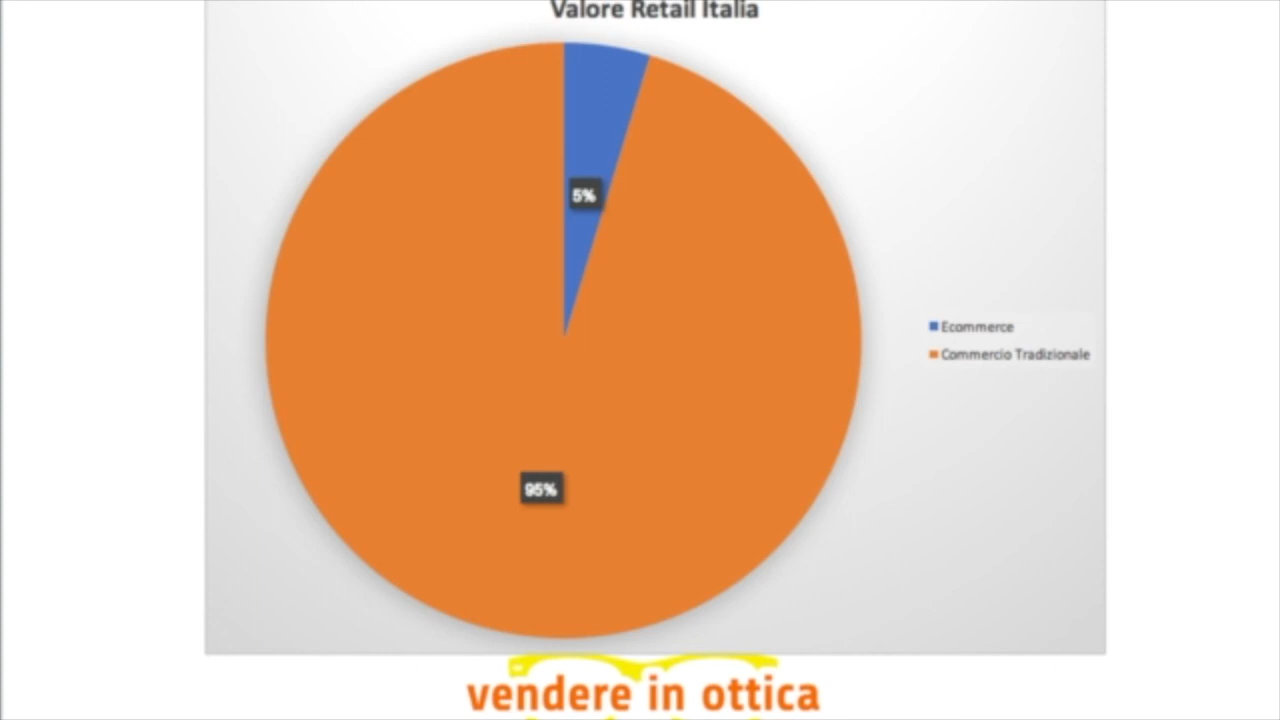 Valore Retail Italia
5%
Ecommerce
Commercio Tradizionale
95%
vendere in ottica